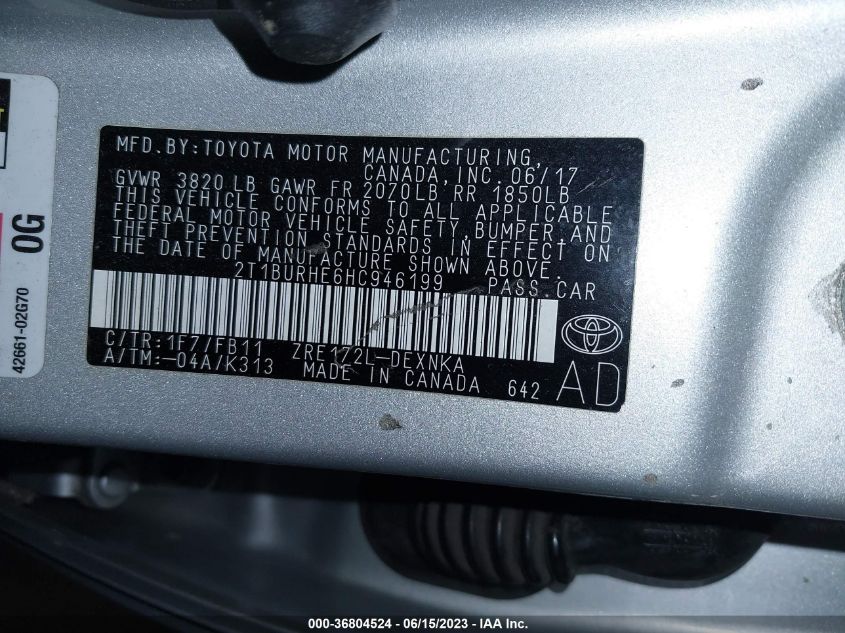 MFD. BY: TOYOTA MOTOR MANUFACTURING,
CANADA, INC. 06/17
GVWR 3820 LB GAWR FR 2070LB, RR 1850LB
THIS VEHICLE CONFORMS TO ALL APPLICABLE
FEDERAL MOTOR VEHICLE SAFETY, BUMPER, AND
THEFT PREVENTION STANDARDS IN EFFECT ON
THE DATE OF MANUFACTURE SHOWN ABOVE.
2T1BURHE6HC946199 PASS. CAR
C/TR: 1F7/FB11 ZRE172L-DEXNKA
A/TM: -04A/K313 MADE IN CANADA 642 AD
42661-02G70
0G
000-36804524 - 06/15/2023 - IAA Inc.